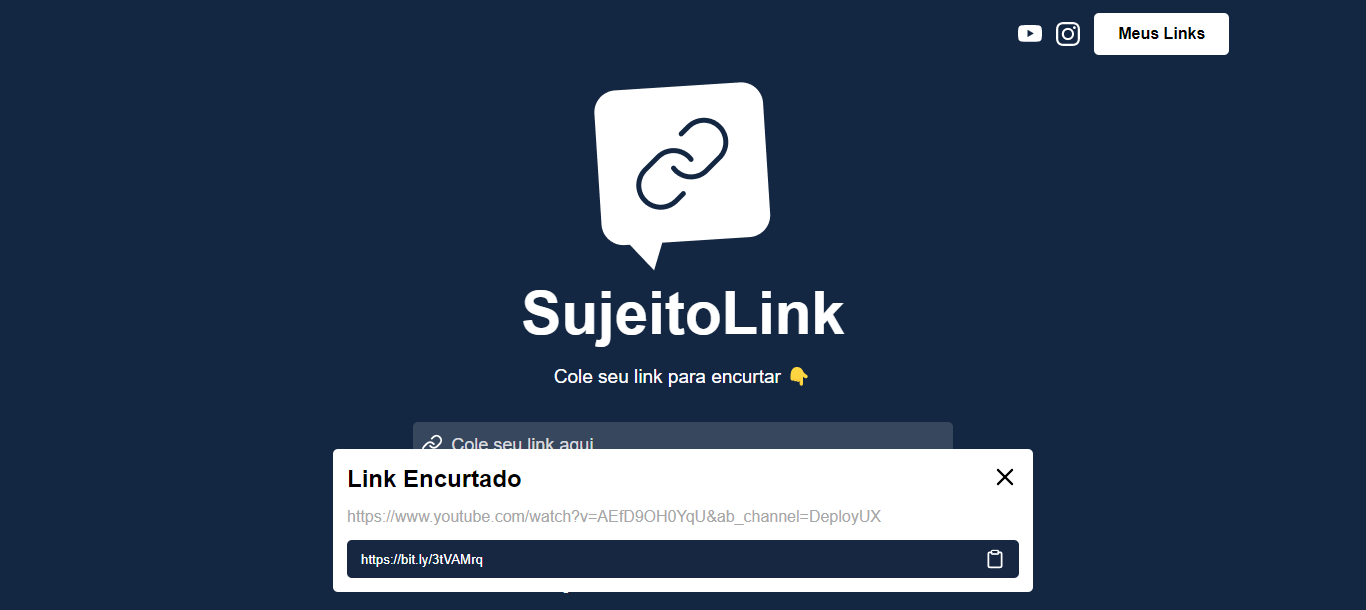 Meus Links
SujeitoLink
Cole seu link para encurtar 👇
Cole seu link aqui
Link Encurtado
https://www.youtube.com/watch?v=AEfD9OH0YqU&ab_channel=DeployUX
https://bit.ly/3tVAMrq